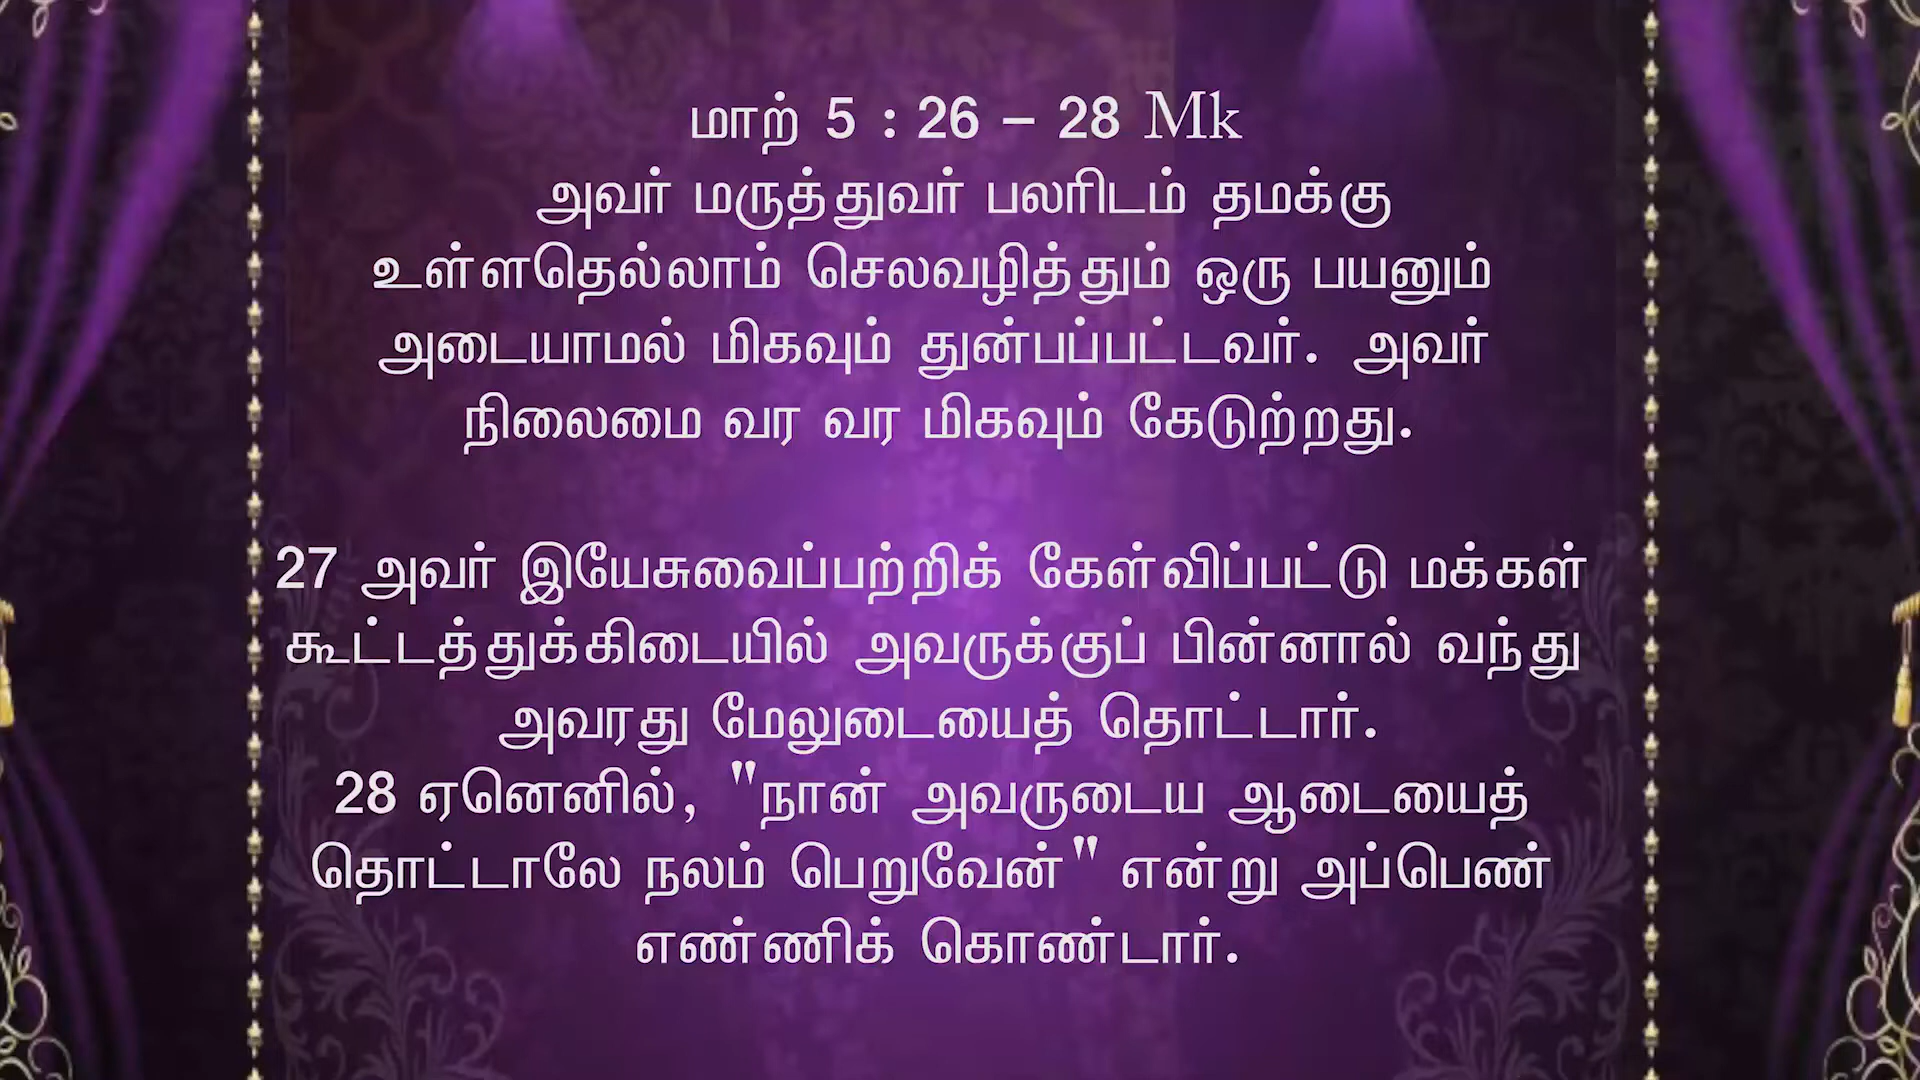 மாற் 5 : 26 – 28 Mk
அவர் மருத்துவர் பலரிடம் தமக்கு
உள்ளதெல்லாம் செலவழித்தும் ஒரு பயனும்
அடையாமல் மிகவும் துன்பப்பட்டவர். அவர்
நிலைமை வர வர மிகவும் கேடுற்றது.
27 அவர் இயேசுவைப்பற்றிக் கேள்விப்பட்டு மக்கள்
கூட்டத்துக்கிடையில் அவருக்குப் பின்னால் வந்து
அவரது மேலுடையைத் தொட்டார்.
28 ஏனெனில், "நான் அவருடைய ஆடையைத்
தொட்டாலே நலம் பெறுவேன்" என்று அப்பெண்
எண்ணிக் கொண்டார்.